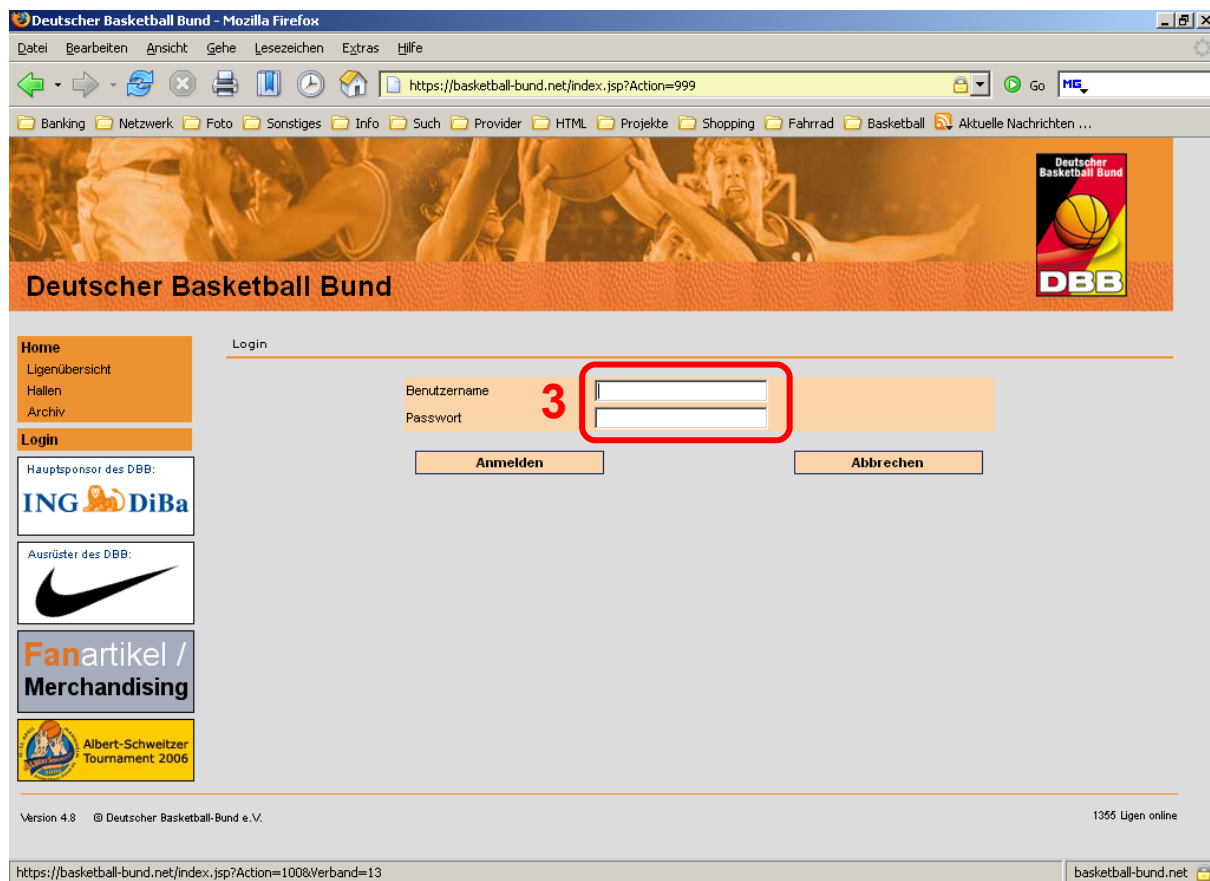 Deutscher Basketball Bund - Mozilla Firefox
Datei Bearbeiten Ansicht Gehe Lesezeichen Extras Hilfe
https://basketball-bund.net/index.jsp?Action=999
Go
Banking Netzwerk Foto Sonstiges Info Such Provider HTML Projekte Shopping Fahrrad Basketball Aktuelle Nachrichten ...
Deutscher
Basketball Bund
DBB
Deutscher Basketball Bund
Home
Ligenübersicht
Hallen
Archiv
Login
Login
Benutzername
Passwort
3
Anmelden Abbrechen
Hauptsponsor des DBB:
ING DiBa
Ausrüster des DBB:
Fanartikel /
Merchandising
Albert-Schweitzer
Tournament 2006
Version 4.8 © Deutscher Basketball-Bund e.V.
1355 Ligen online
https://basketball-bund.net/index.jsp?Action=100&Verband=13
basketball-bund.net